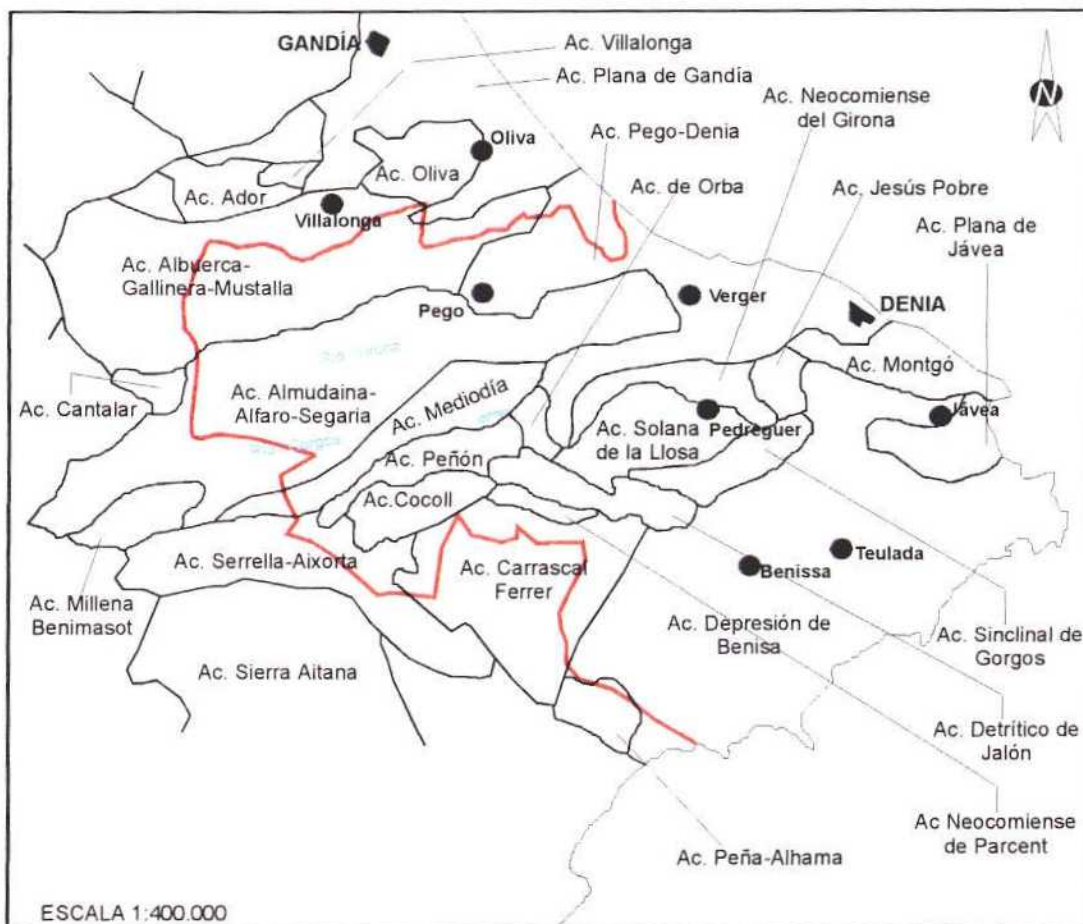 GANDÍA
Ac. Villalonga
Ac. Plana de Gandía
Ac. Neocomiense
del Girona
N
Ac. Pego-Denia
Oliva
Ac. Oliva
Ac. de Orba
Ac. Jesús Pobre
Ac. Ador
Villalonga
Ac. Plana de
Jávea
Ac. Albuerca-
Gallinera-Mustalla
Pego
Verger
DENIA
Ac. Montgó
Ac. Cantalar
Ac. Almudaina-
Alfaro-Segaria
Ac. Mediodía
Jávea
Ac. Solana
de la Llosa
Pedreguer
Ac. Peñón
Ac.Cocoll
Ac. Serrella-Aixorta
Ac. Carrascal
Ferrer
Teulada
Benissa
Ac. Millena
Benimasot
Ac. Depresión de
Benisa
Ac. Sinclinal de
Gorgos
Ac. Sierra Aitana
Ac. Detrítico de
Jalón
Ac Neocomiense
de Parcent
Ac. Peña-Alhama
ESCALA 1:400.000